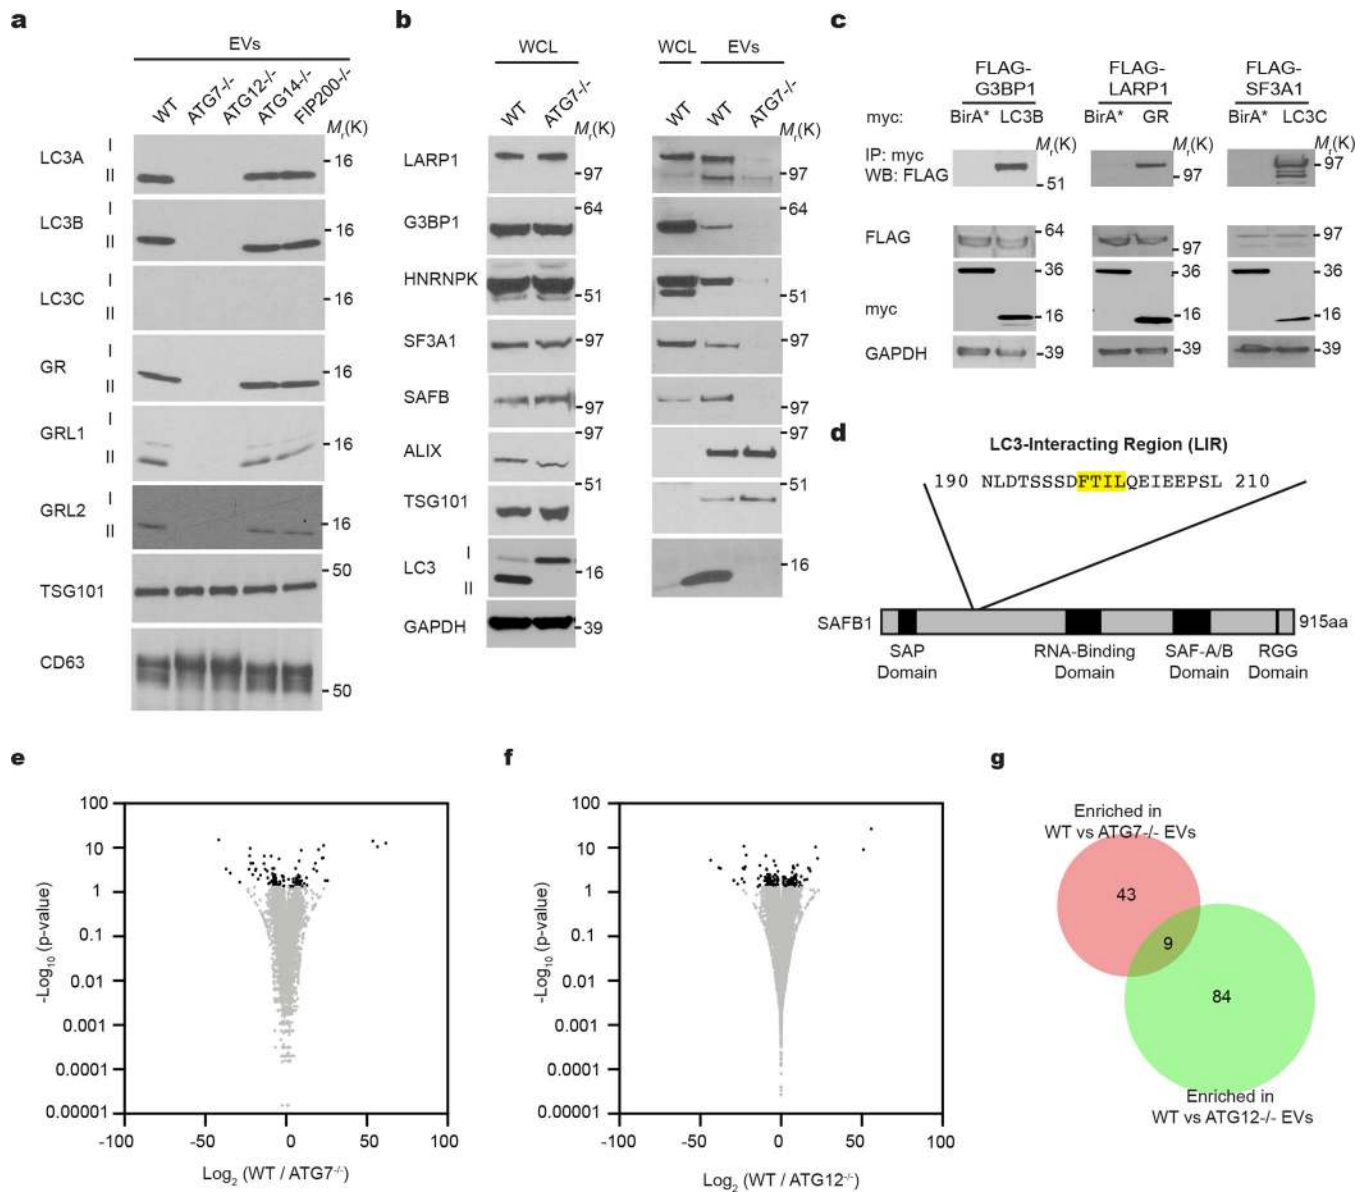 a
EVs
WT ATG7-/- ATG12-/- ATG14-/- FIP200-/-
Mr(K)
LC3A I II 16
LC3B I II 16
LC3C I II 16
GR I II 16
GRL1 I II 16
GRL2 I II 16
TSG101 50
CD63 50
b
WCL WCL EVs
WT ATG7-/- Mr(K) WT WT ATG7-/- Mr(K)
LARP1 97 97
G3BP1 64 64
HNRNPK 51 51
SF3A1 97 97
SAFB 97 97
ALIX 97 97
TSG101 51 51
LC3 I II 16 16
GAPDH 39
c
FLAG-G3BP1 FLAG-LARP1 FLAG-SF3A1
myc: BirA* LC3B BirA* GR BirA* LC3C
Mr(K) Mr(K) Mr(K)
IP: myc
WB: FLAG 51 97 97
FLAG 64 97 97
myc 36 36 36
16 16 16
GAPDH 39 39 39
d
LC3-Interacting Region (LIR)
190 NLDTSSSDFTILQEIEEPSL 210
SAFB1 915aa
SAP Domain
RNA-Binding Domain
SAF-A/B Domain
RGG Domain
e
-Log10 (p-value)
100
10
1
0.1
0.01
0.001
0.0001
0.00001
-100 -50 0 50 100
Log2 (WT / ATG7-/-)
f
-Log10 (p-value)
100
10
1
0.1
0.01
0.001
0.0001
0.00001
-100 -50 0 50 100
Log2 (WT / ATG12-/-)
g
Enriched in
WT vs ATG7-/- EVs
43
9
84
Enriched in
WT vs ATG12-/- EVs